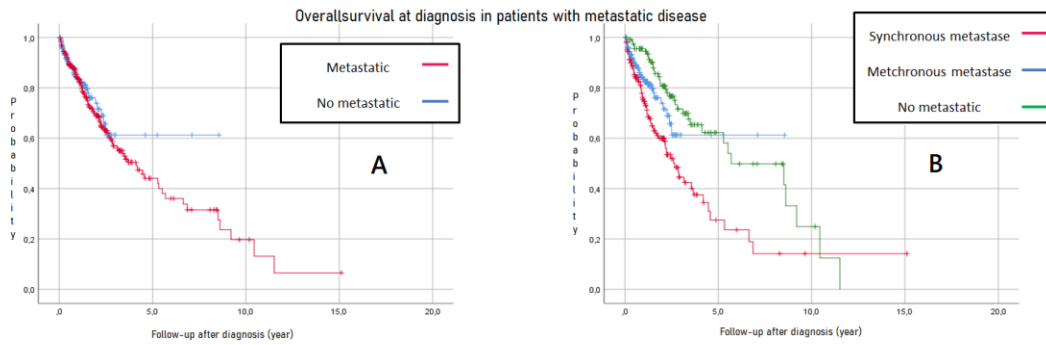 Overallsurvival at diagnosis in patients with metastatic disease
1,0
0,8
0,6
0,4
0,2
0,0
Probability
Metastatic
No metastatic
A
,0
5,0
10,0
15,0
20,0
Follow-up after diagnosis (year)
1,0
0,8
0,6
0,4
0,2
0,0
Probability
Synchronous metastase
Metchronous metastase
No metastatic
B
,0
5,0
10,0
15,0
20,0
Follow-up after diagnosis (year)